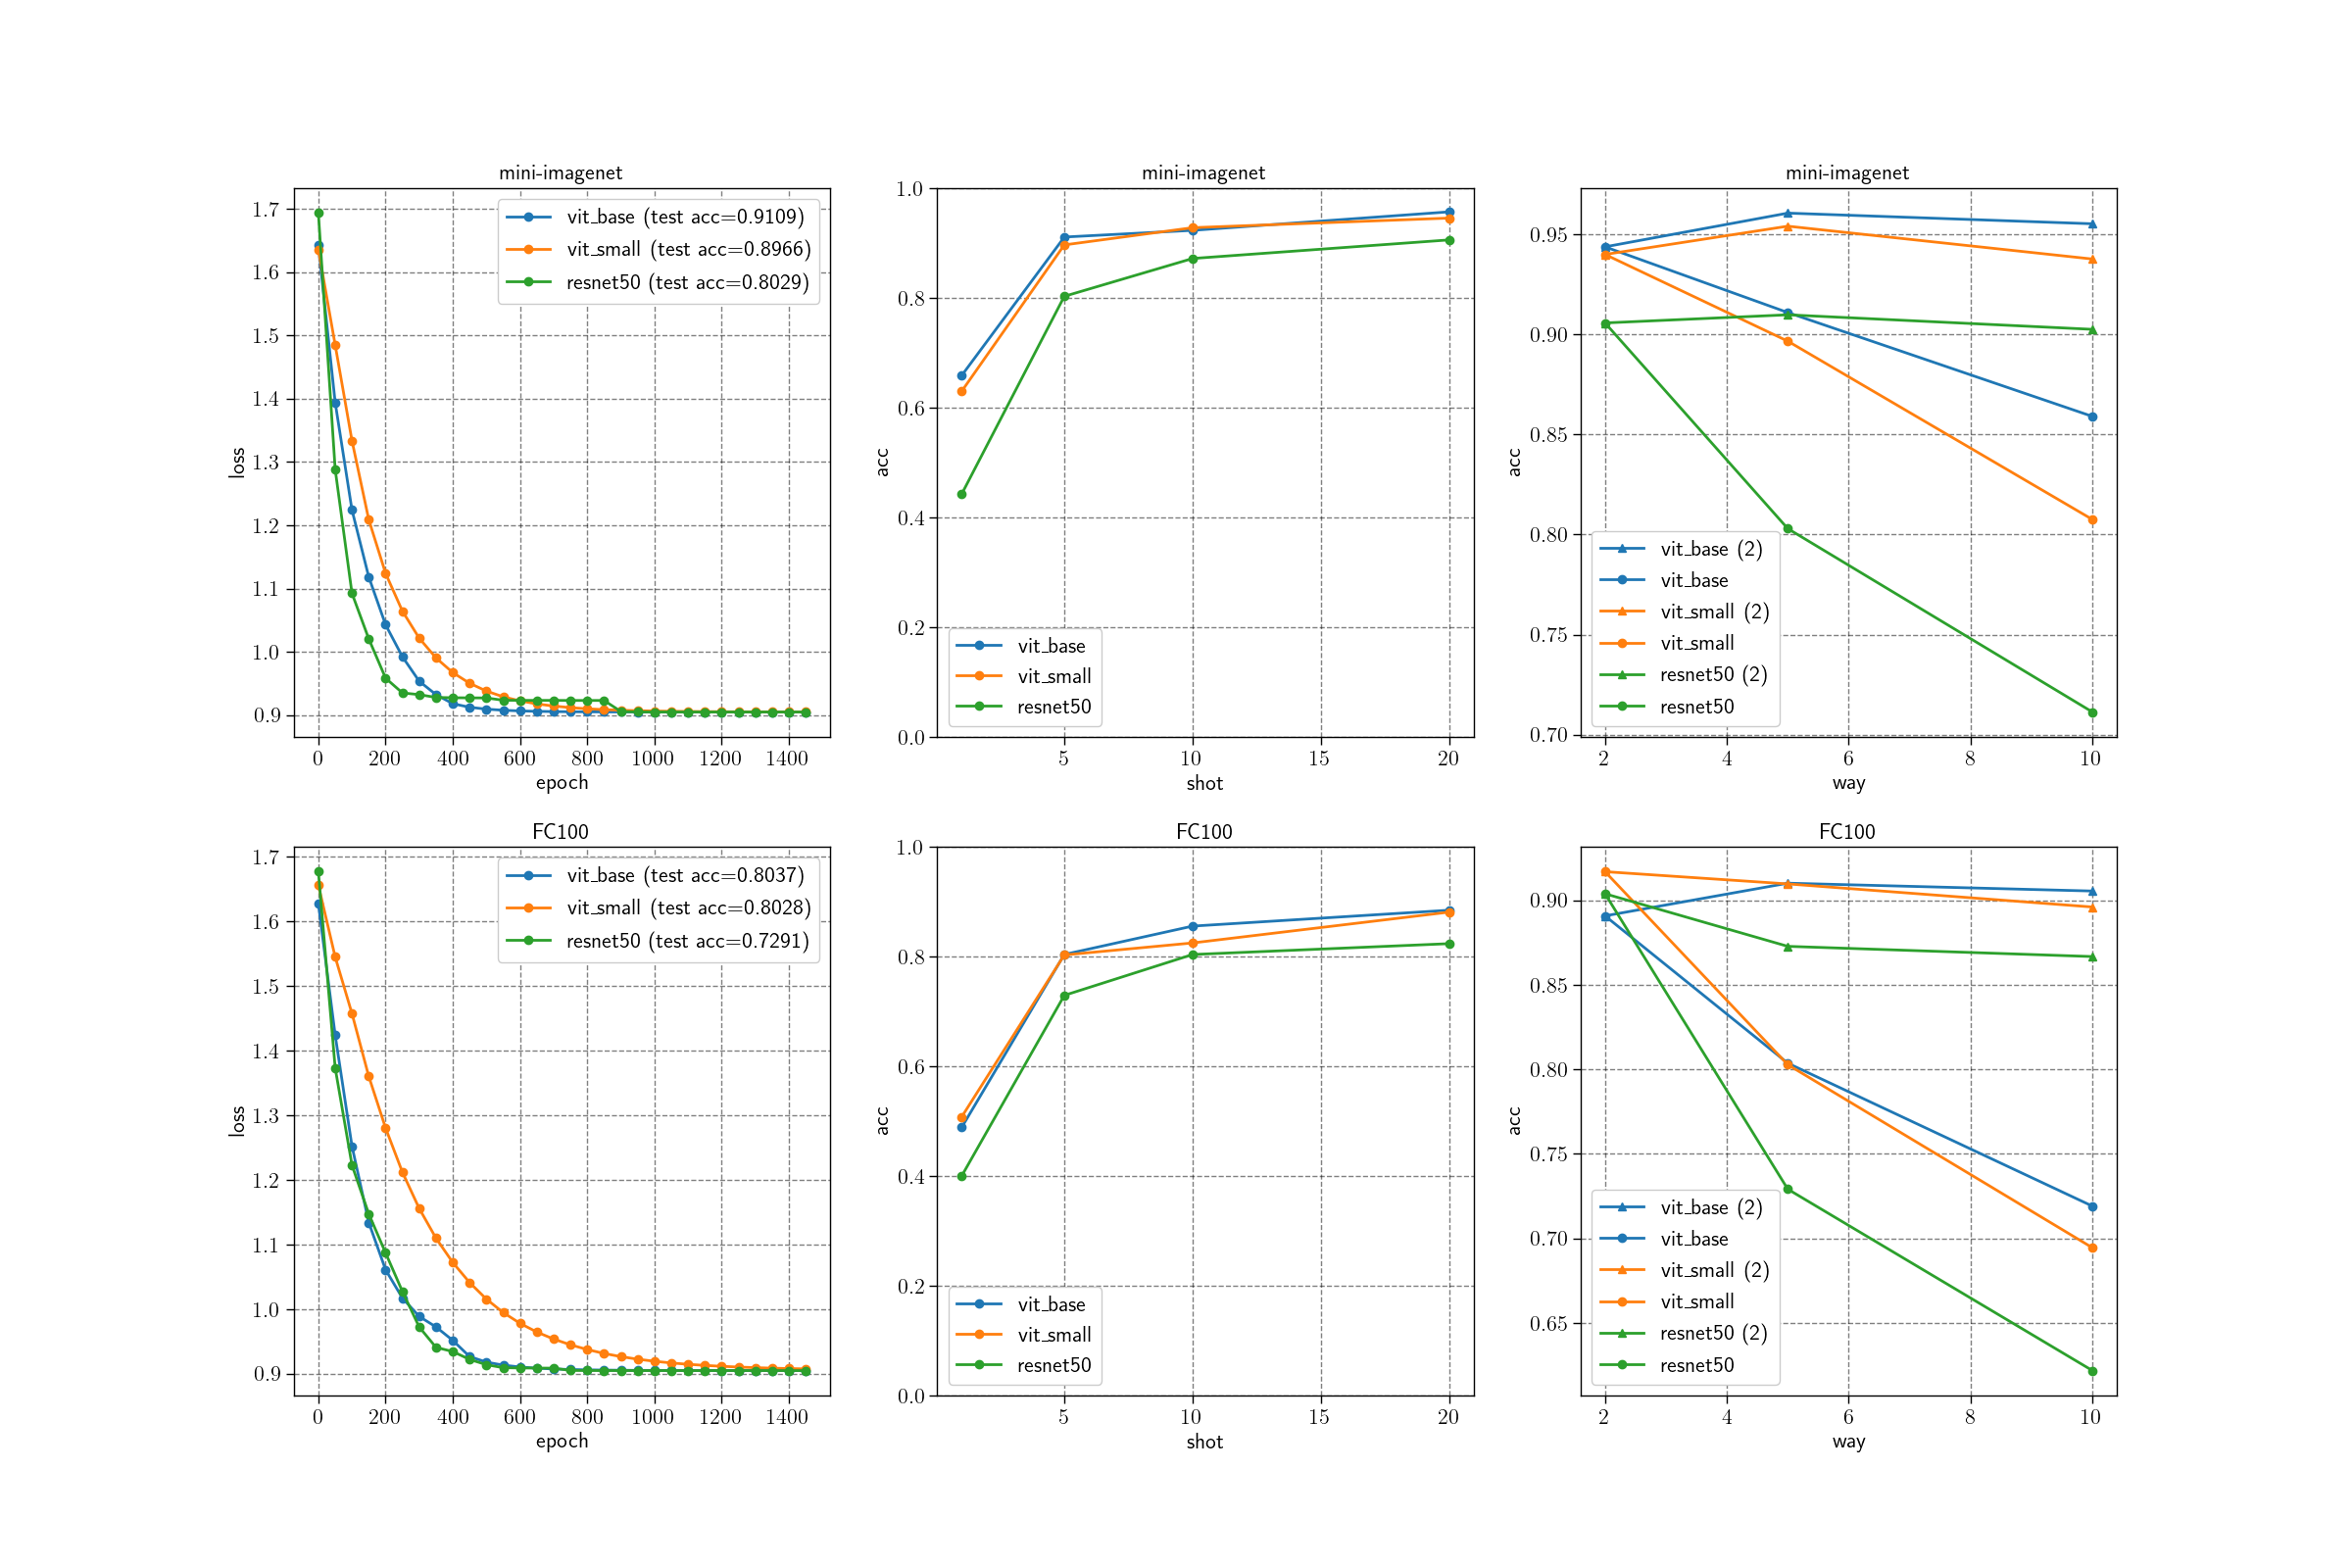 mini-imagenet
1.7
1.6
1.5
1.4
1.3
1.2
1.1
1.0
0.9
loss
vit_base (test acc=0.9109)
vit_small (test acc=0.8966)
resnet50 (test acc=0.8029)
0 200 400 600 800 1000 1200 1400
epoch
mini-imagenet
1.0
0.8
0.6
0.4
0.2
0.0
acc
vit_base
vit_small
resnet50
5 10 15 20
shot
mini-imagenet
0.95
0.90
0.85
0.80
0.75
0.70
acc
vit_base (2)
vit_base
vit_small (2)
vit_small
resnet50 (2)
resnet50
2 4 6 8 10
way
FC100
1.7
1.6
1.5
1.4
1.3
1.2
1.1
1.0
0.9
loss
vit_base (test acc=0.8037)
vit_small (test acc=0.8028)
resnet50 (test acc=0.7291)
0 200 400 600 800 1000 1200 1400
epoch
FC100
1.0
0.8
0.6
0.4
0.2
0.0
acc
vit_base
vit_small
resnet50
5 10 15 20
shot
FC100
0.90
0.85
0.80
0.75
0.70
0.65
acc
vit_base (2)
vit_base
vit_small (2)
vit_small
resnet50 (2)
resnet50
2 4 6 8 10
way